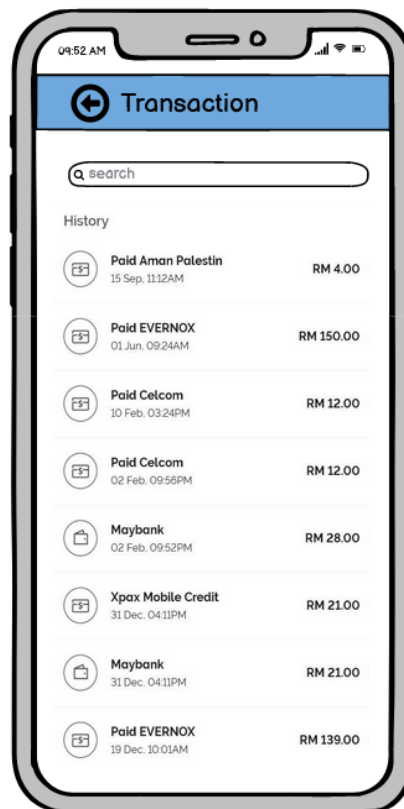 09:52 AM
Transaction
search
History
Paid Aman Palestin
RM 4.00
15 Sep, 11:12AM
Paid EVERNOX
RM 150.00
01 Jun, 09:24AM
Paid Celcom
RM 12.00
10 Feb, 03:24PM
Paid Celcom
RM 12.00
02 Feb, 09:56PM
Maybank
RM 28.00
02 Feb, 09:52PM
Xpax Mobile Credit
RM 21.00
31 Dec, 04:11PM
Maybank
RM 21.00
31 Dec, 04:11PM
Paid EVERNOX
RM 139.00
19 Dec, 10:01AM